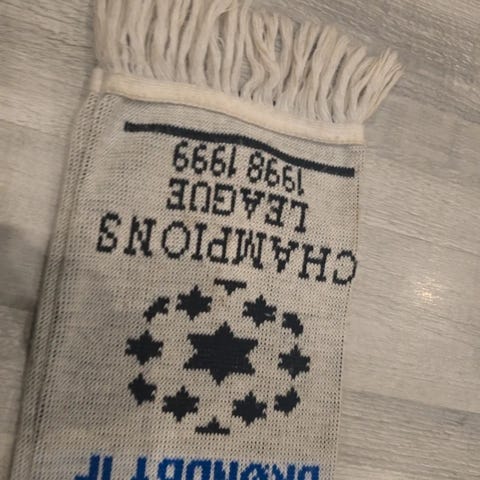 BRØNDBY IF
CHAMPIONS
LEAGUE
1998 1999